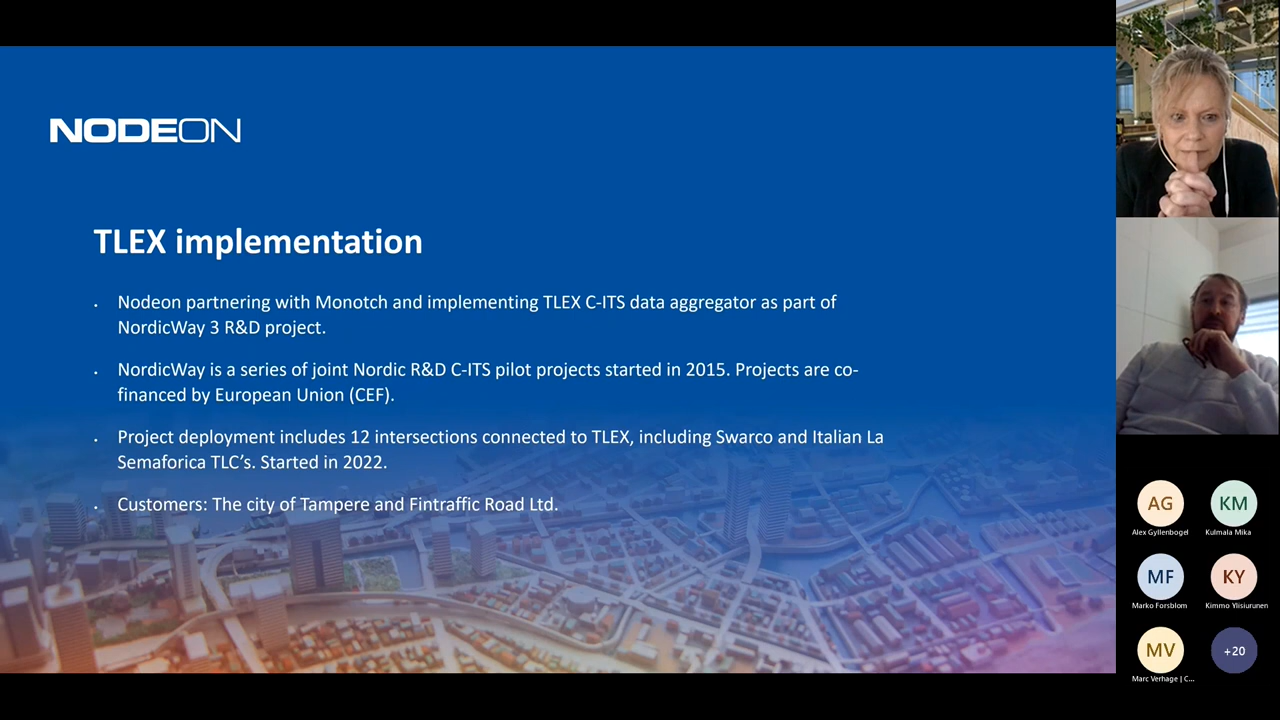 NODEON
TLEX implementation
• Nodeon partnering with Monotch and implementing TLEX C-ITS data aggregator as part of
NordicWay 3 R&D project.
• NordicWay is a series of joint Nordic R&D C-ITS pilot projects started in 2015. Projects are co-
financed by European Union (CEF).
• Project deployment includes 12 intersections connected to TLEX, including Swarco and Italian La
Semaforica TLC’s. Started in 2022.
• Customers: The city of Tampere and Fintraffic Road Ltd.
AG
KM
Alex Gyllenbogel
Kulmala Mika
MF
KY
Marko Forsblom
Kimmo Ylisiurunen
MV
+20
Marc Verhage | C...